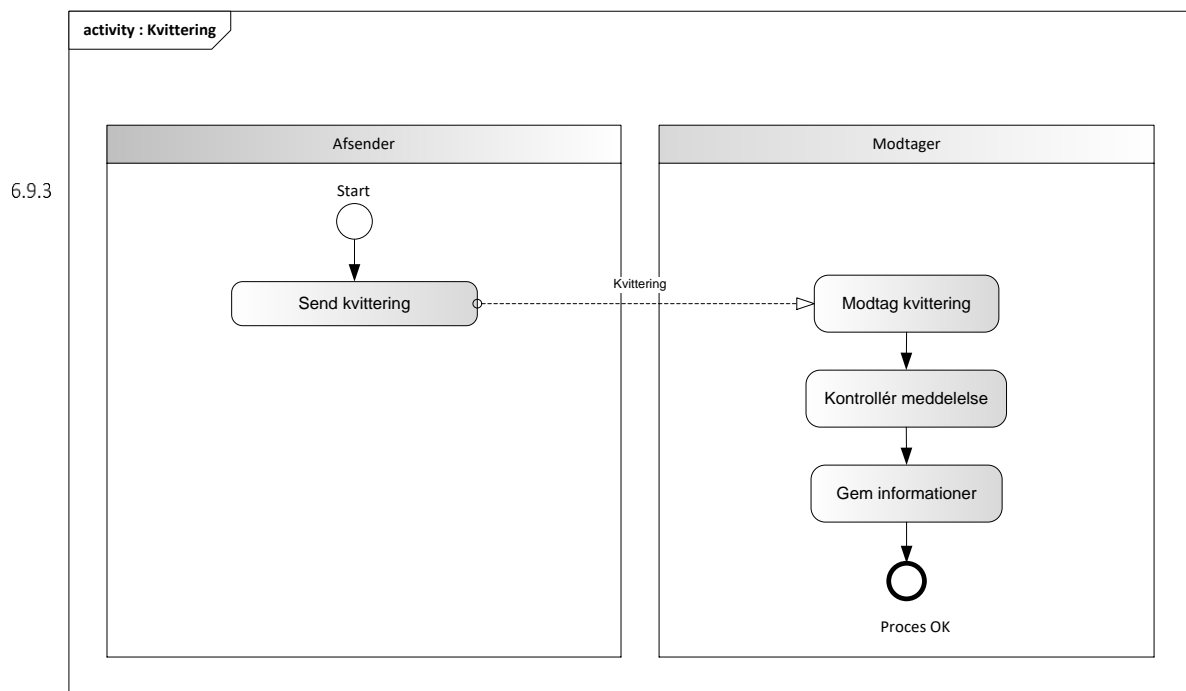 activity : Kvittering
Afsender
Modtager
6.9.3
Start
Send kvittering
Kvittering
Modtag kvittering
Kontrollér meddelelse
Gem informationer
Proces OK